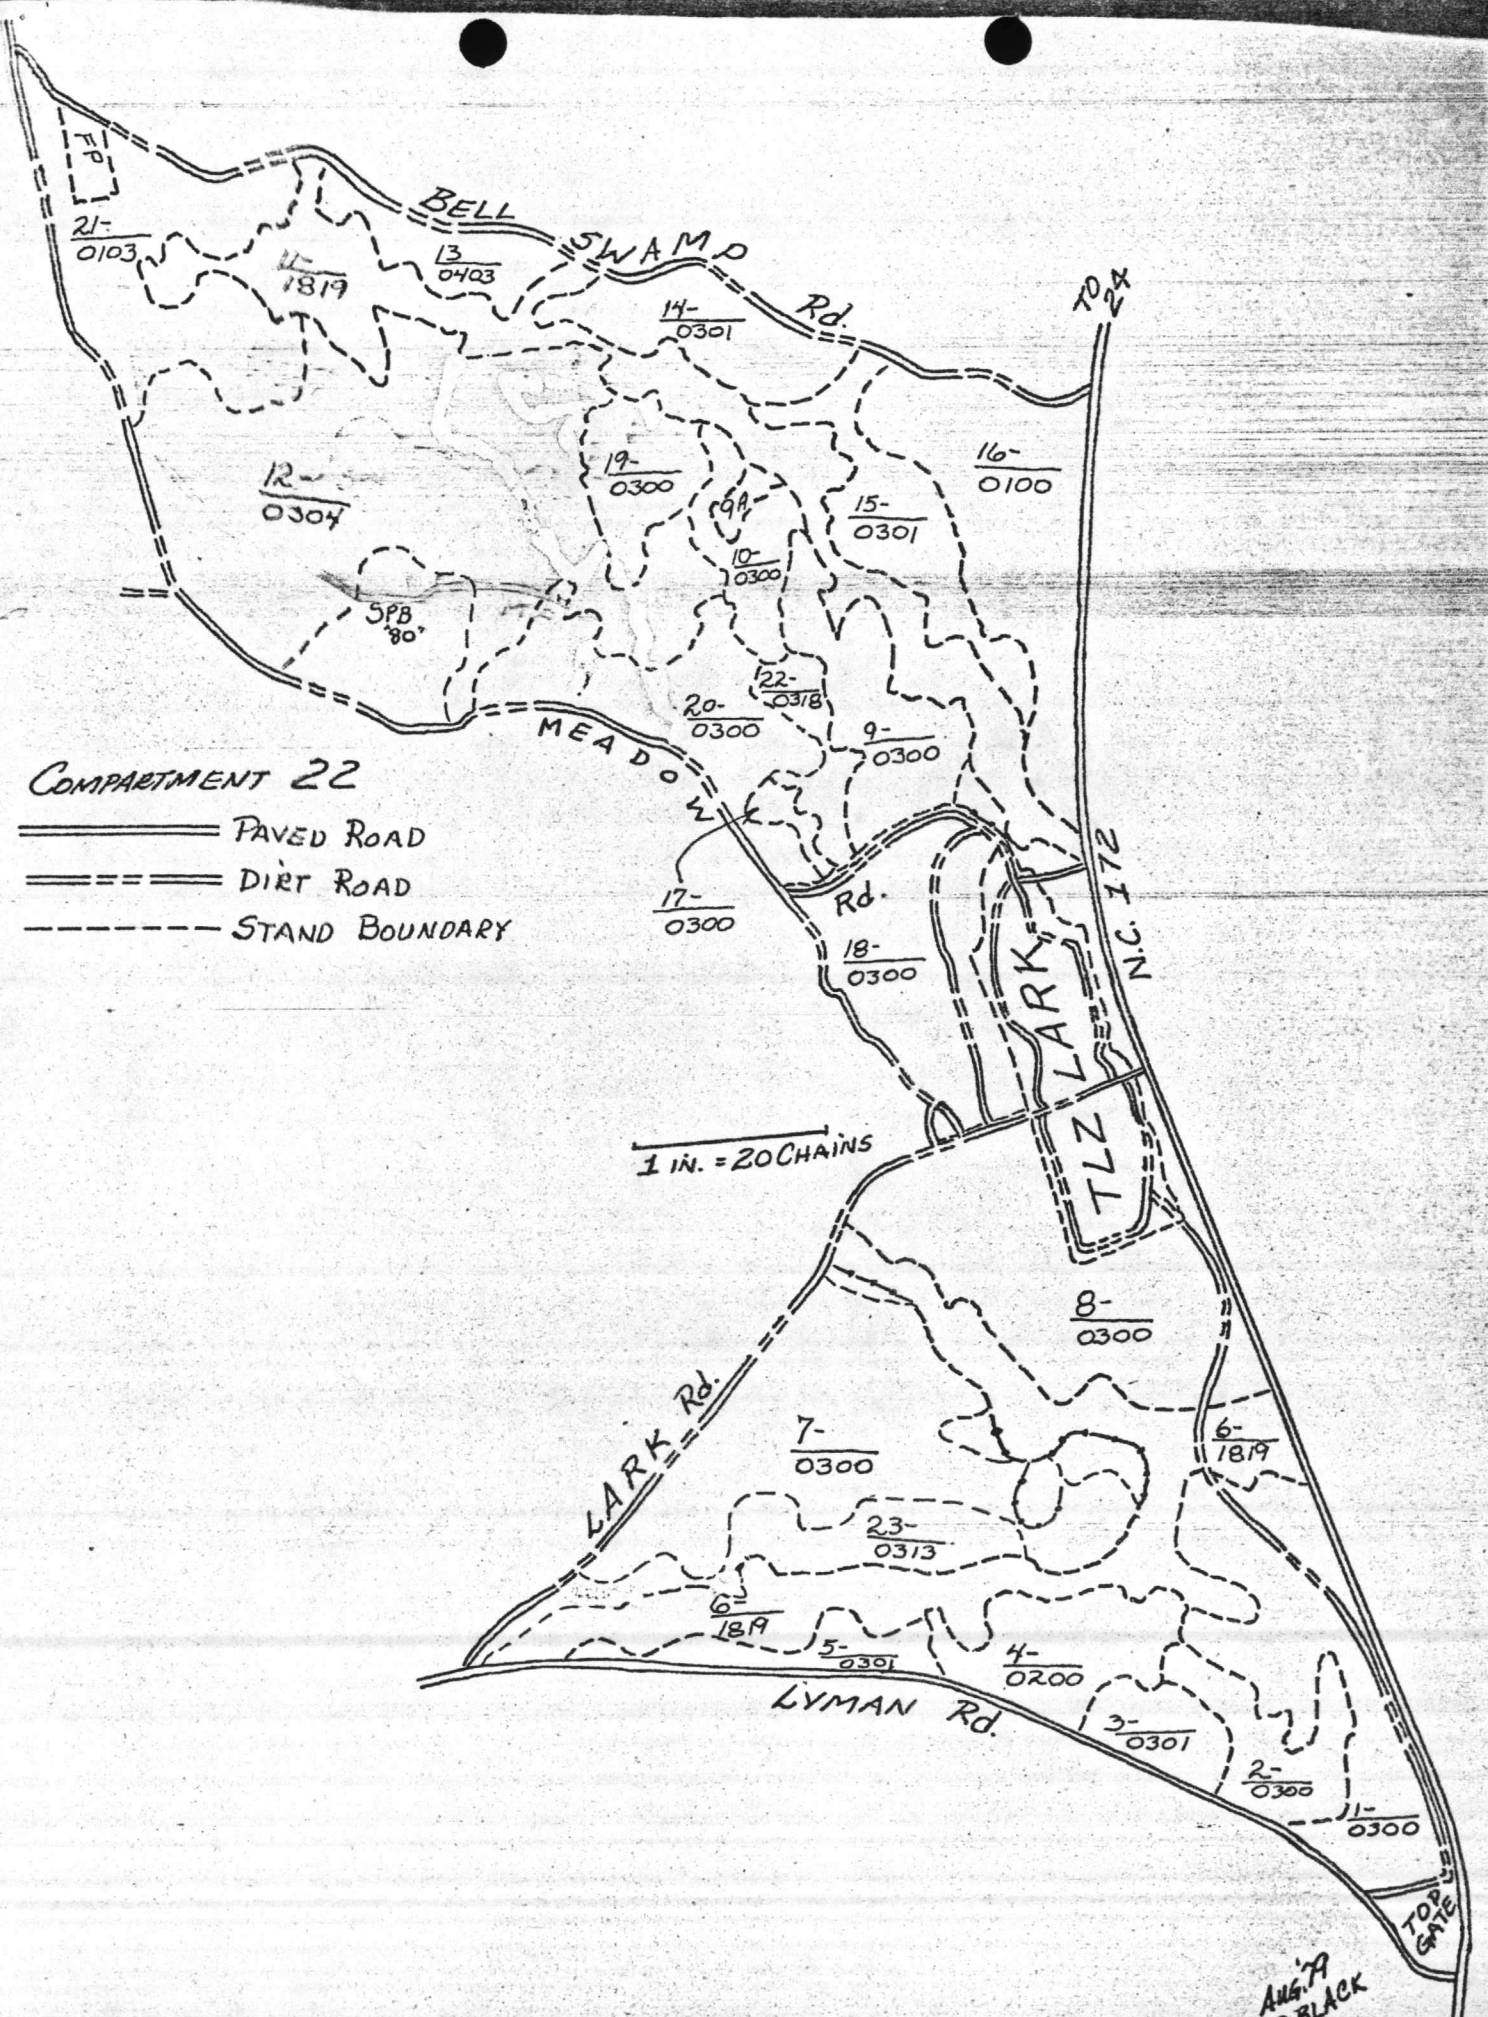 FP
21-
0103
11-
1819
BELL SWAMP Rd.
13
0403
14-
0301
TO 24
12-
0304
19-
0300
9A
10-
0300
15-
0301
16-
0100
SPB
"80"
22-
0318
20-
0300
9-
0300
MEADOW Rd.
COMPARTMENT 22
PAVED ROAD
DIRT ROAD
STAND BOUNDARY
17-
0300
18-
0300
N.C. 172
TLZ LARK
1 IN. = 20 CHAINS
8-
0300
LARK Rd.
7-
0300
6-
1819
23-
0313
6-
1819
5-
0301
4-
0200
LYMAN Rd.
3-
0301
2-
0300
1-
0300
TOP
GATE
AUG. '79
BLACK